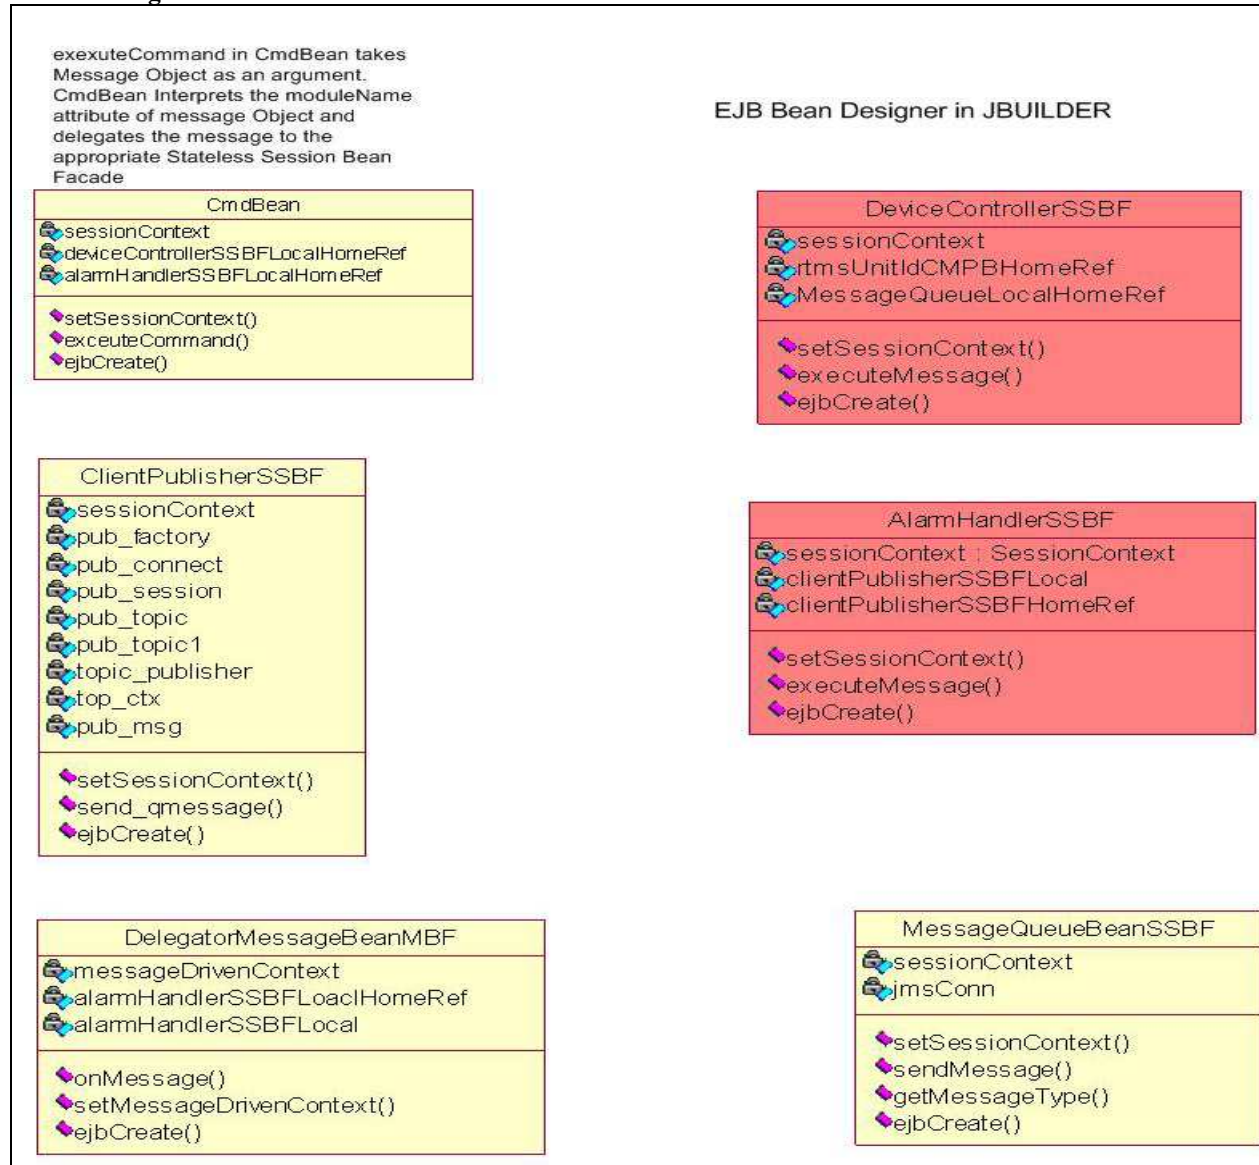 exexuteCommand in CmdBean takes
Message Object as an argument.
CmdBean Interprets the moduleName
attribute of message Object and
delegates the message to the
appropriate Stateless Session Bean
Facade
EJB Bean Designer in JBUILDER
CmdBean
sessionContext
deviceControllerSSBFLocalHomeRef
alarmHandlerSSBFLocalHomeRef
setSessionContext()
exceuteCommand()
ejbCreate()
DeviceControllerSSBF
sessionContext
rtmsUnitIdCMPBHomeRef
MessageQueueLocalHomeRef
setSessionContext()
executeMessage()
ejbCreate()
ClientPublisherSSBF
sessionContext
pub_factory
pub_connect
pub_session
pub_topic
pub_topic1
topic_publisher
top_ctx
pub_msg
setSessionContext()
send_qmessage()
ejbCreate()
AlarmHandlerSSBF
sessionContext : SessionContext
clientPublisherSSBFLocal
clientPublisherSSBFHomeRef
setSessionContext()
executeMessage()
ejbCreate()
DelegatorMessageBeanMBF
messageDrivenContext
alarmHandlerSSBFLoaclHomeRef
alarmHandlerSSBFLocal
onMessage()
setMessageDrivenContext()
ejbCreate()
MessageQueueBeanSSBF
sessionContext
jmsConn
setSessionContext()
sendMessage()
getMessageType()
ejbCreate()